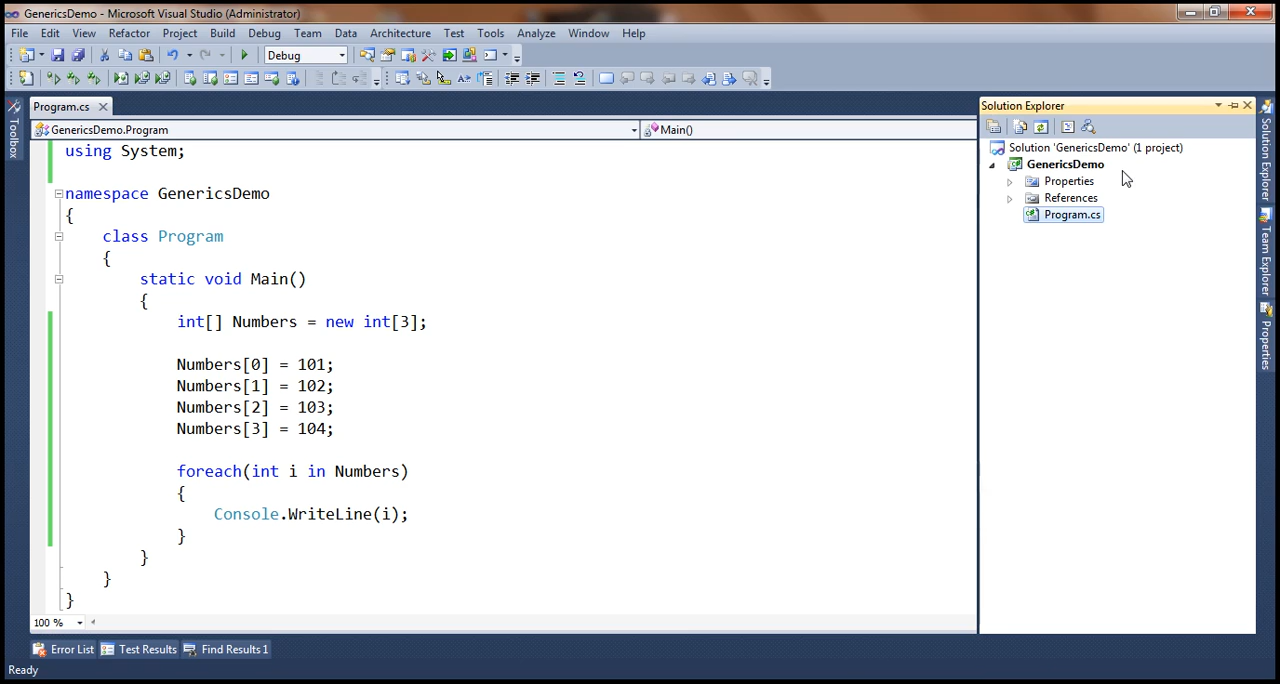 GenericsDemo - Microsoft Visual Studio (Administrator)
File Edit View Refactor Project Build Debug Team Data Architecture Test Tools Analyze Window Help
Debug
Toolbox
Program.cs
GenericsDemo.Program
Main()
using System;
namespace GenericsDemo
{
class Program
{
static void Main()
{
int[] Numbers = new int[3];
Numbers[0] = 101;
Numbers[1] = 102;
Numbers[2] = 103;
Numbers[3] = 104;
foreach(int i in Numbers)
{
Console.WriteLine(i);
}
}
}
}
100 %
Solution Explorer
Solution 'GenericsDemo' (1 project)
GenericsDemo
Properties
References
Program.cs
Solution Explorer
Team Explorer
Properties
Error List Test Results Find Results 1
Ready